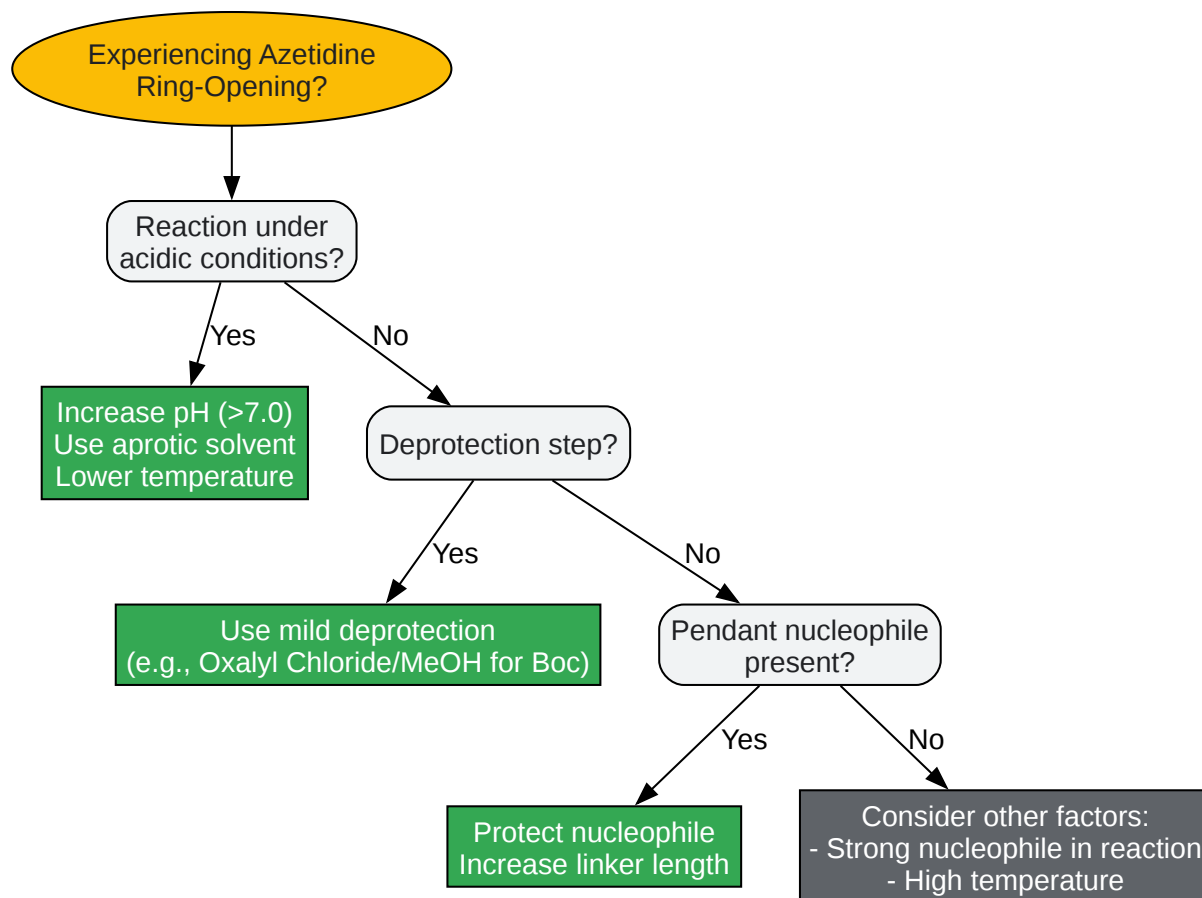 Experiencing Azetidine
Ring-Opening?
Reaction under
acidic conditions?
Yes
No
Increase pH (>7.0)
Use aprotic solvent
Lower temperature
Deprotection step?
Yes
No
Use mild deprotection
(e.g., Oxalyl Chloride/MeOH for Boc)
Pendant nucleophile
present?
Yes
No
Protect nucleophile
Increase linker length
Consider other factors:
- Strong nucleophile in reaction
- High temperature